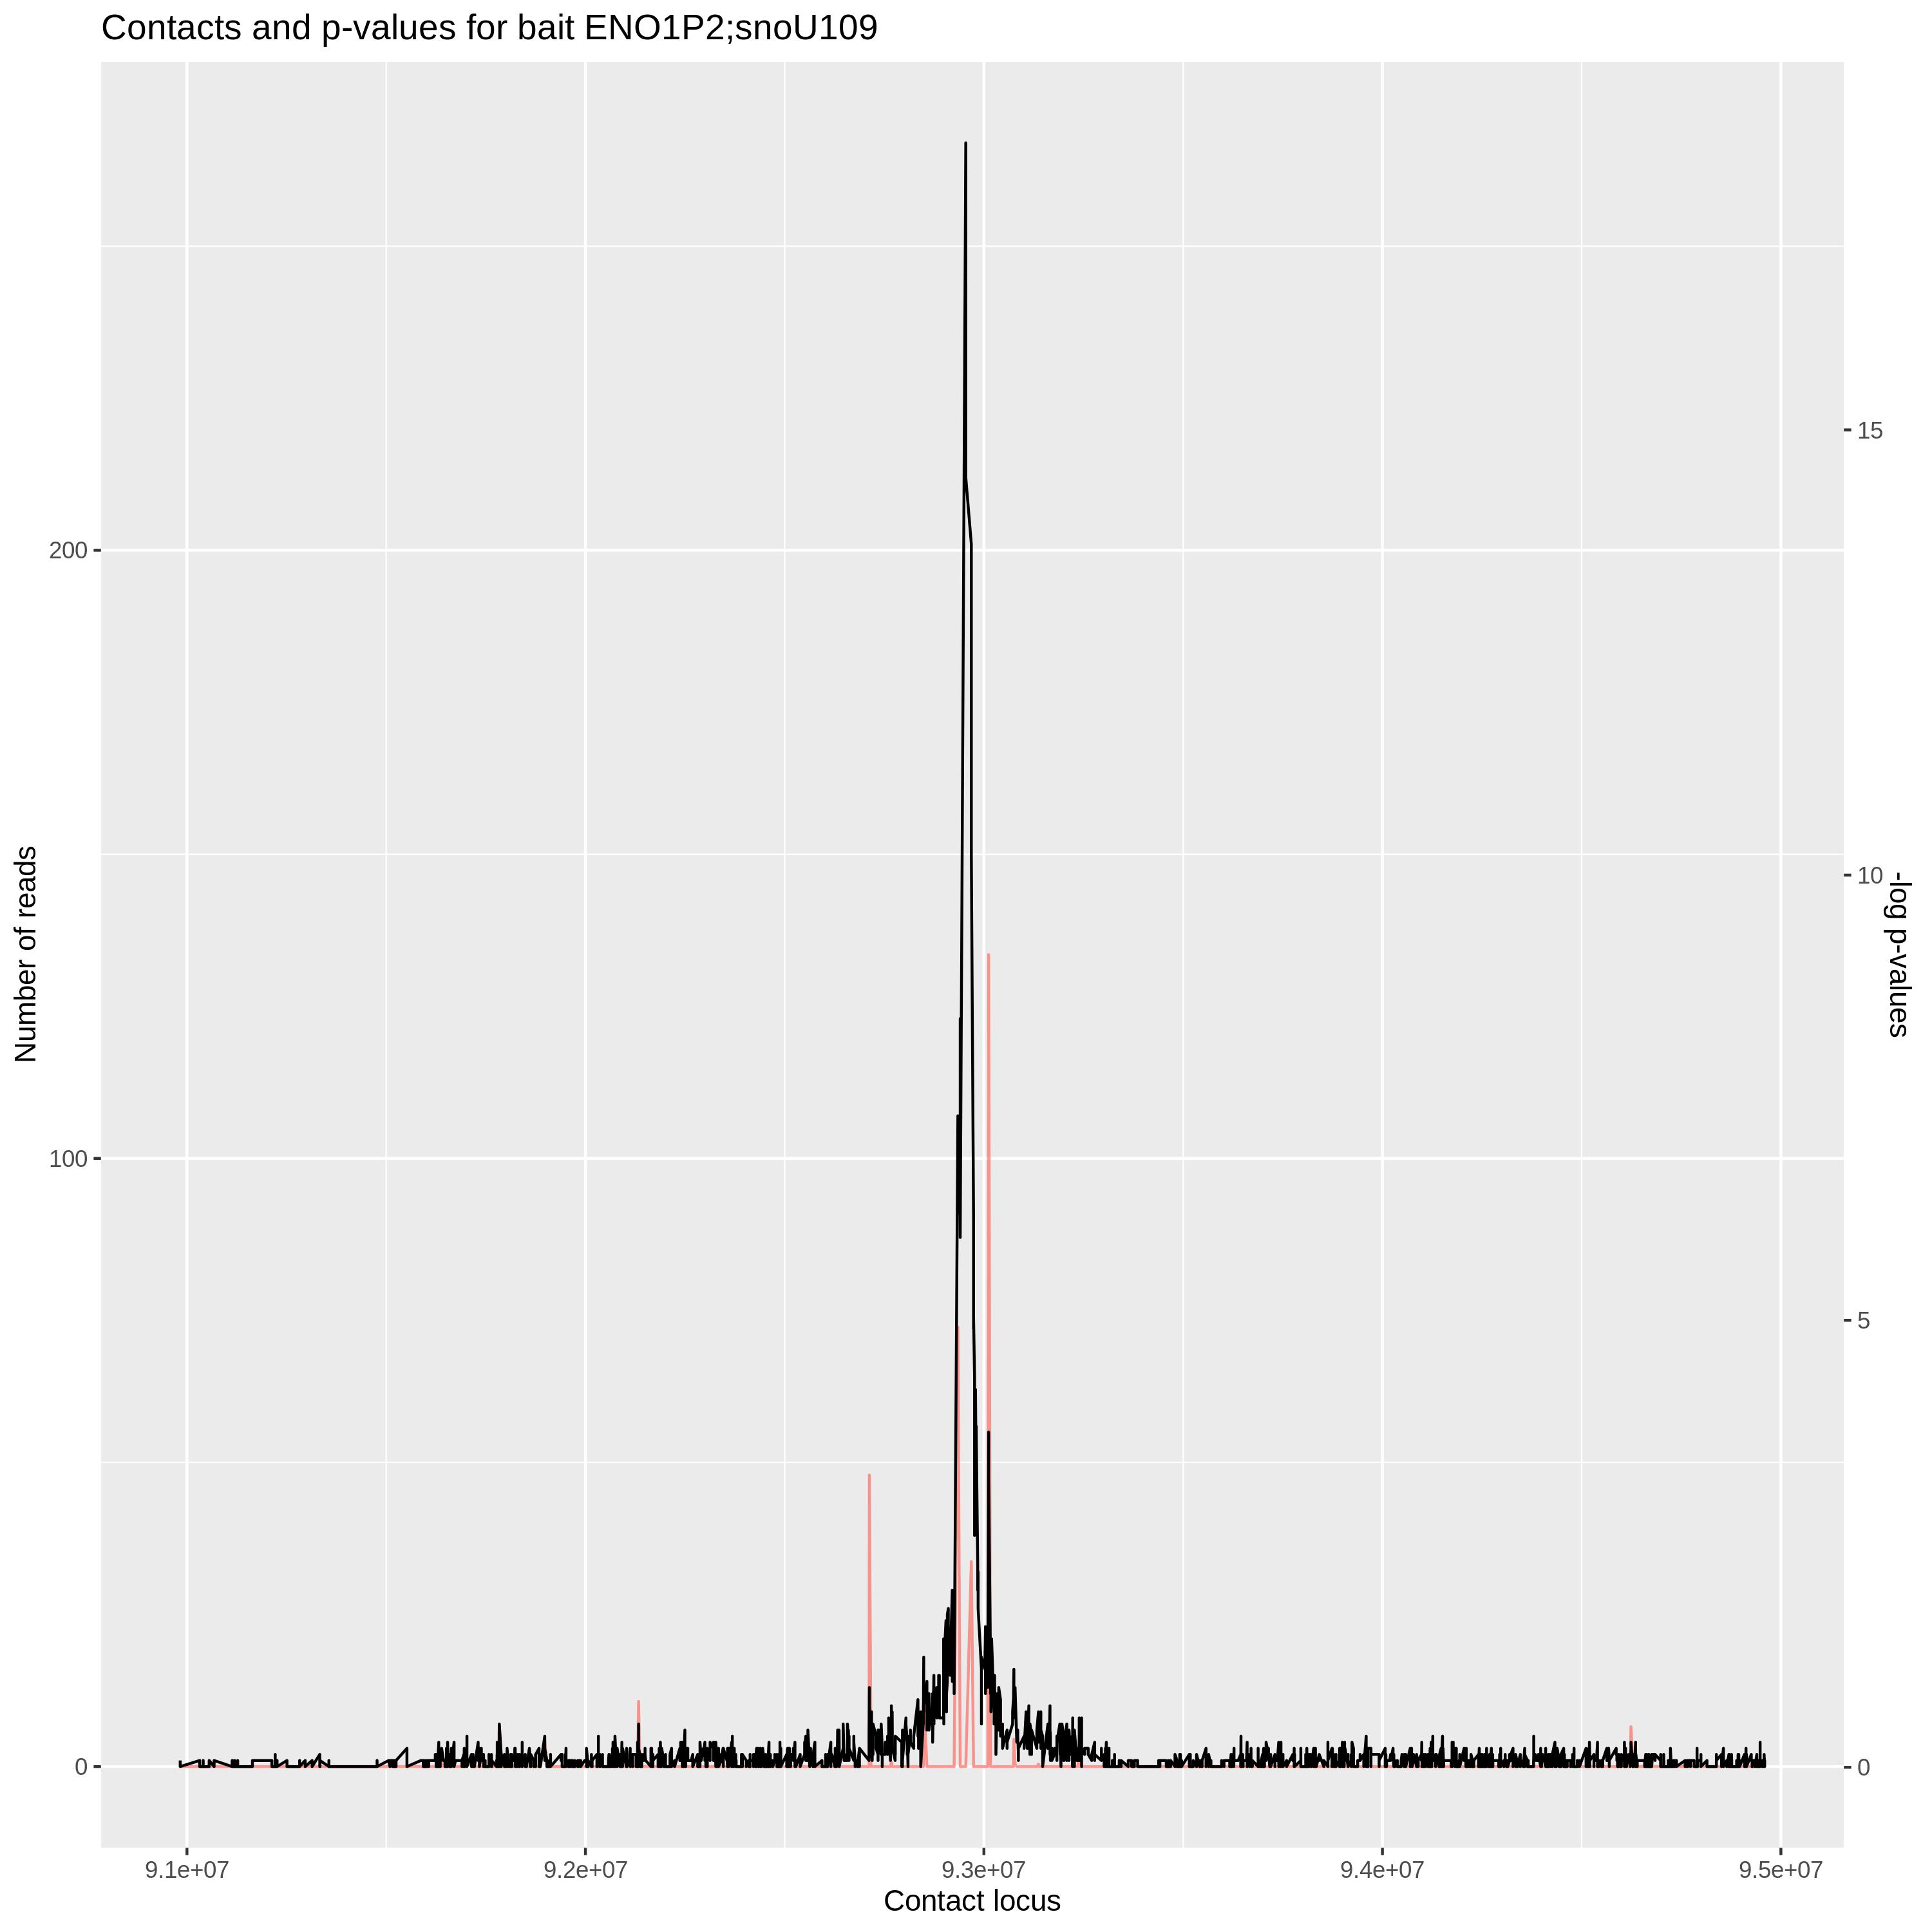 Contacts and p-values for bait ENO1P2;snoU109
200
100
0
Number of reads
15
10
5
0
-log p-values
9.1e+07 9.2e+07 9.3e+07 9.4e+07 9.5e+07
Contact locus